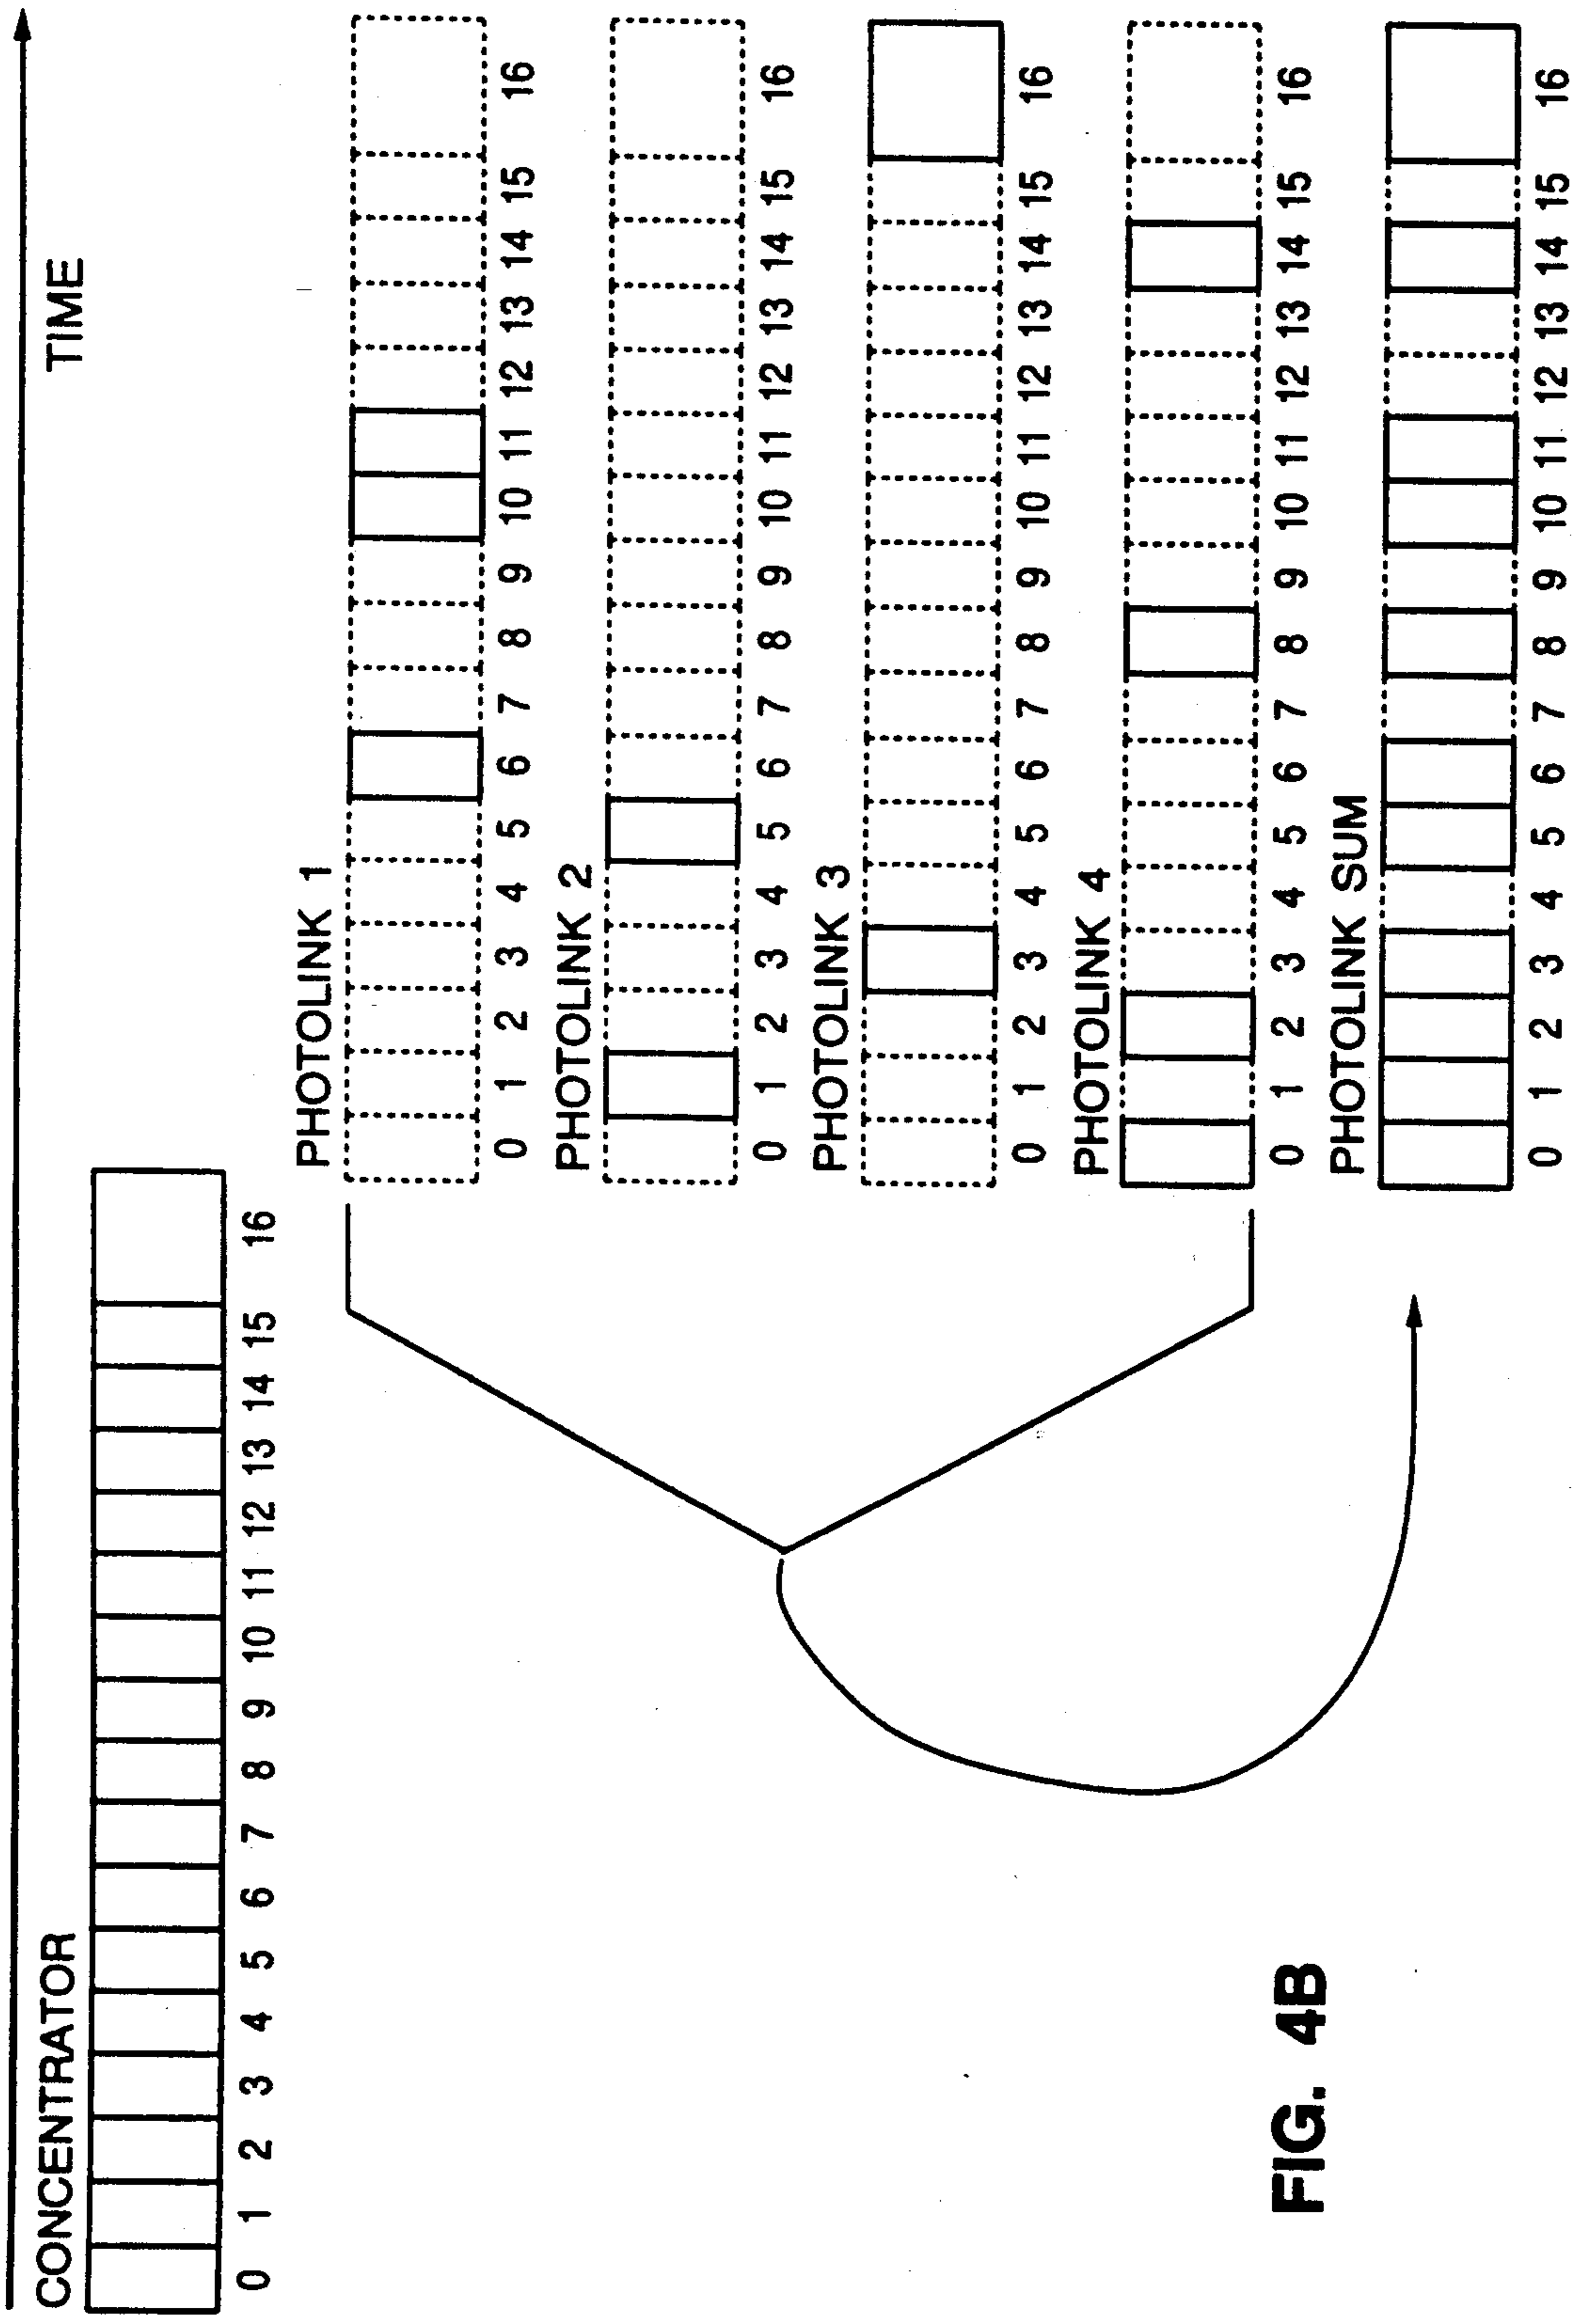 TIME
CONCENTRATOR
0 1 2 3 4 5 6 7 8 9 10 11 12 13 14 15 16
PHOTOLINK 1
0 1 2 3 4 5 6 7 8 9 10 11 12 13 14 15 16
PHOTOLINK 2
0 1 2 3 4 5 6 7 8 9 10 11 12 13 14 15 16
PHOTOLINK 3
0 1 2 3 4 5 6 7 8 9 10 11 12 13 14 15 16
PHOTOLINK 4
0 1 2 3 4 5 6 7 8 9 10 11 12 13 14 15 16
PHOTOLINK SUM
0 1 2 3 4 5 6 7 8 9 10 11 12 13 14 15 16
FIG. 4B